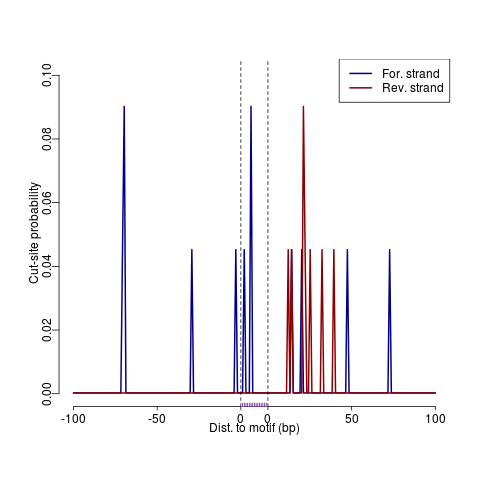 For. strand
Rev. strand
Cut-site probability
0.10
0.08
0.06
0.04
0.02
0.00
-100 -50 0 0 50 100
Dist. to motif (bp)